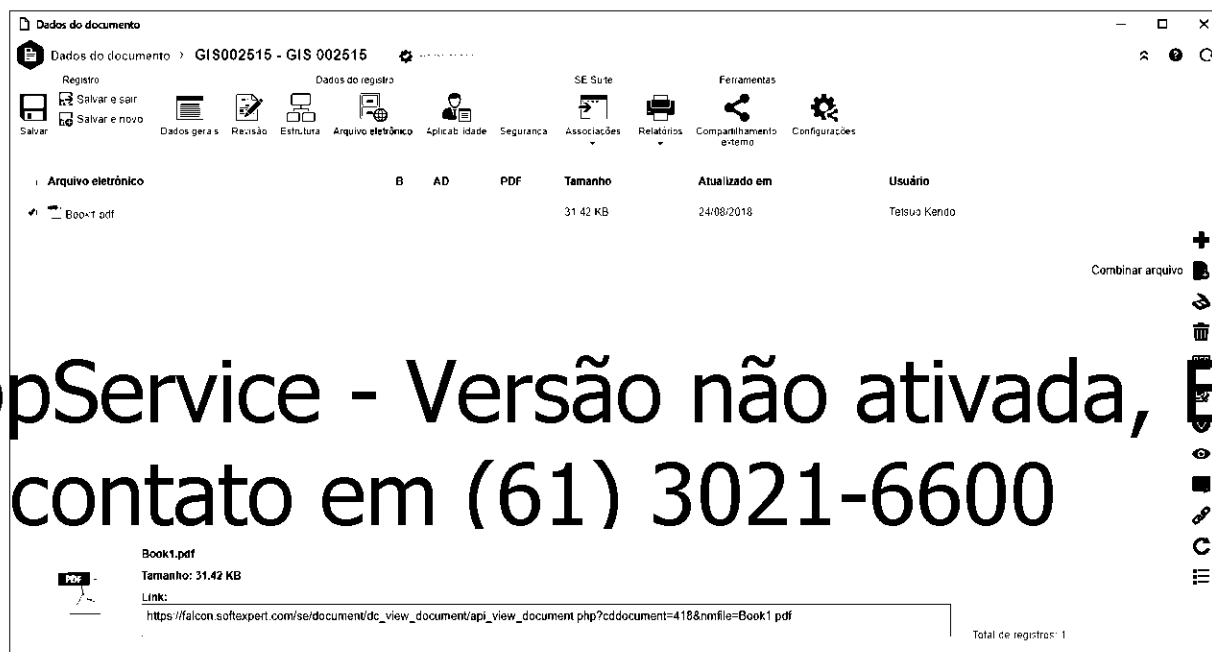 Dados do documento
Dados do documento > GIS002515 - GIS 002515
Registro Dados do registro SE Suite Ferramentas
Salvar e sair
Salvar e novo
Salvar Dados gerais Revisão Estrutura Arquivo eletrônico Aplicabilidade Segurança Associações Relatórios Compartilhamento externo Configurações
Arquivo eletrônico B AD PDF Tamanho Atualizado em Usuário
Book1.pdf 31.42 KB 24/08/2018 Tetsuo Kendo
Combinar arquivo
opService - Versão não ativada, E
contato em (61) 3021-6600
Book1.pdf
PDF
Tamanho: 31.42 KB
Link:
https://falcon.softexpert.com/se/document/dc_view_document/api_view_document.php?cddocument=418&nmfile=Book1.pdf
Total de registros: 1